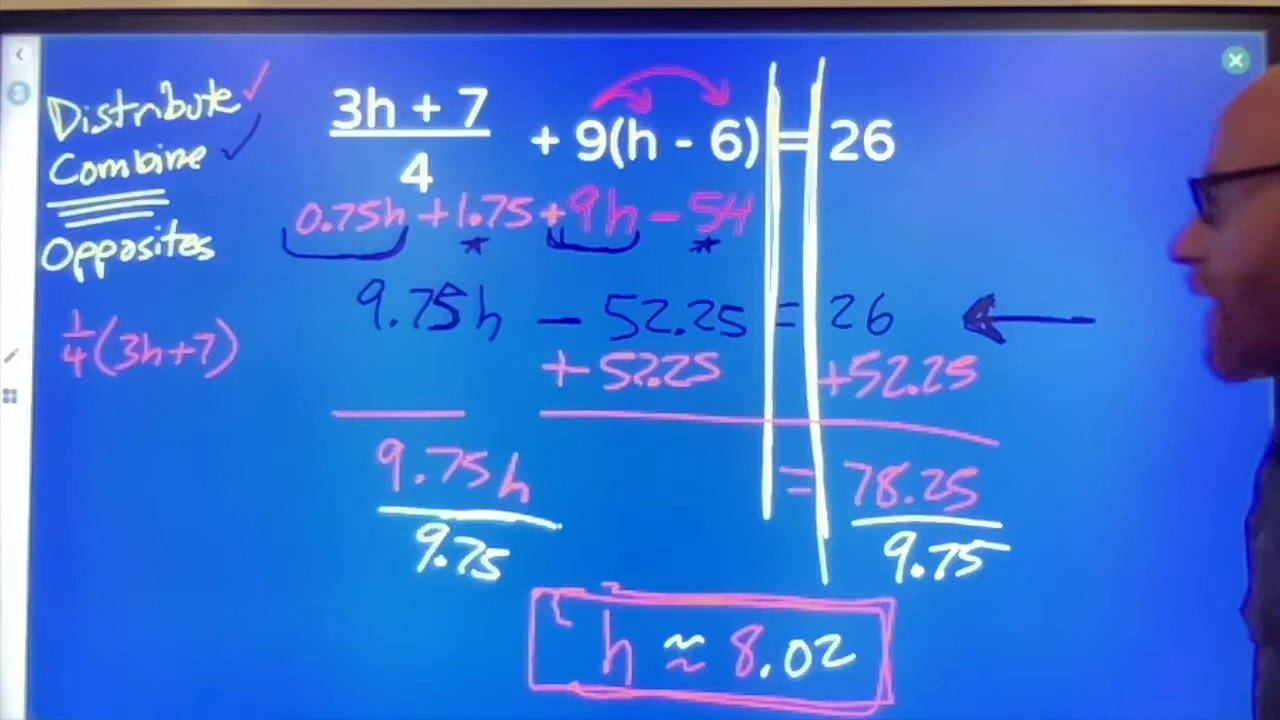 Distribute ✓
Combine ✓
Opposites
1/4(3h+7)
(3h + 7)/4 + 9(h - 6) = 26
0.75h + 1.75 + 9h - 54
9.75h - 52.25 = 26
+ 52.25 +52.25
9.75h = 78.25
9.75 9.75
h ≈ 8.02